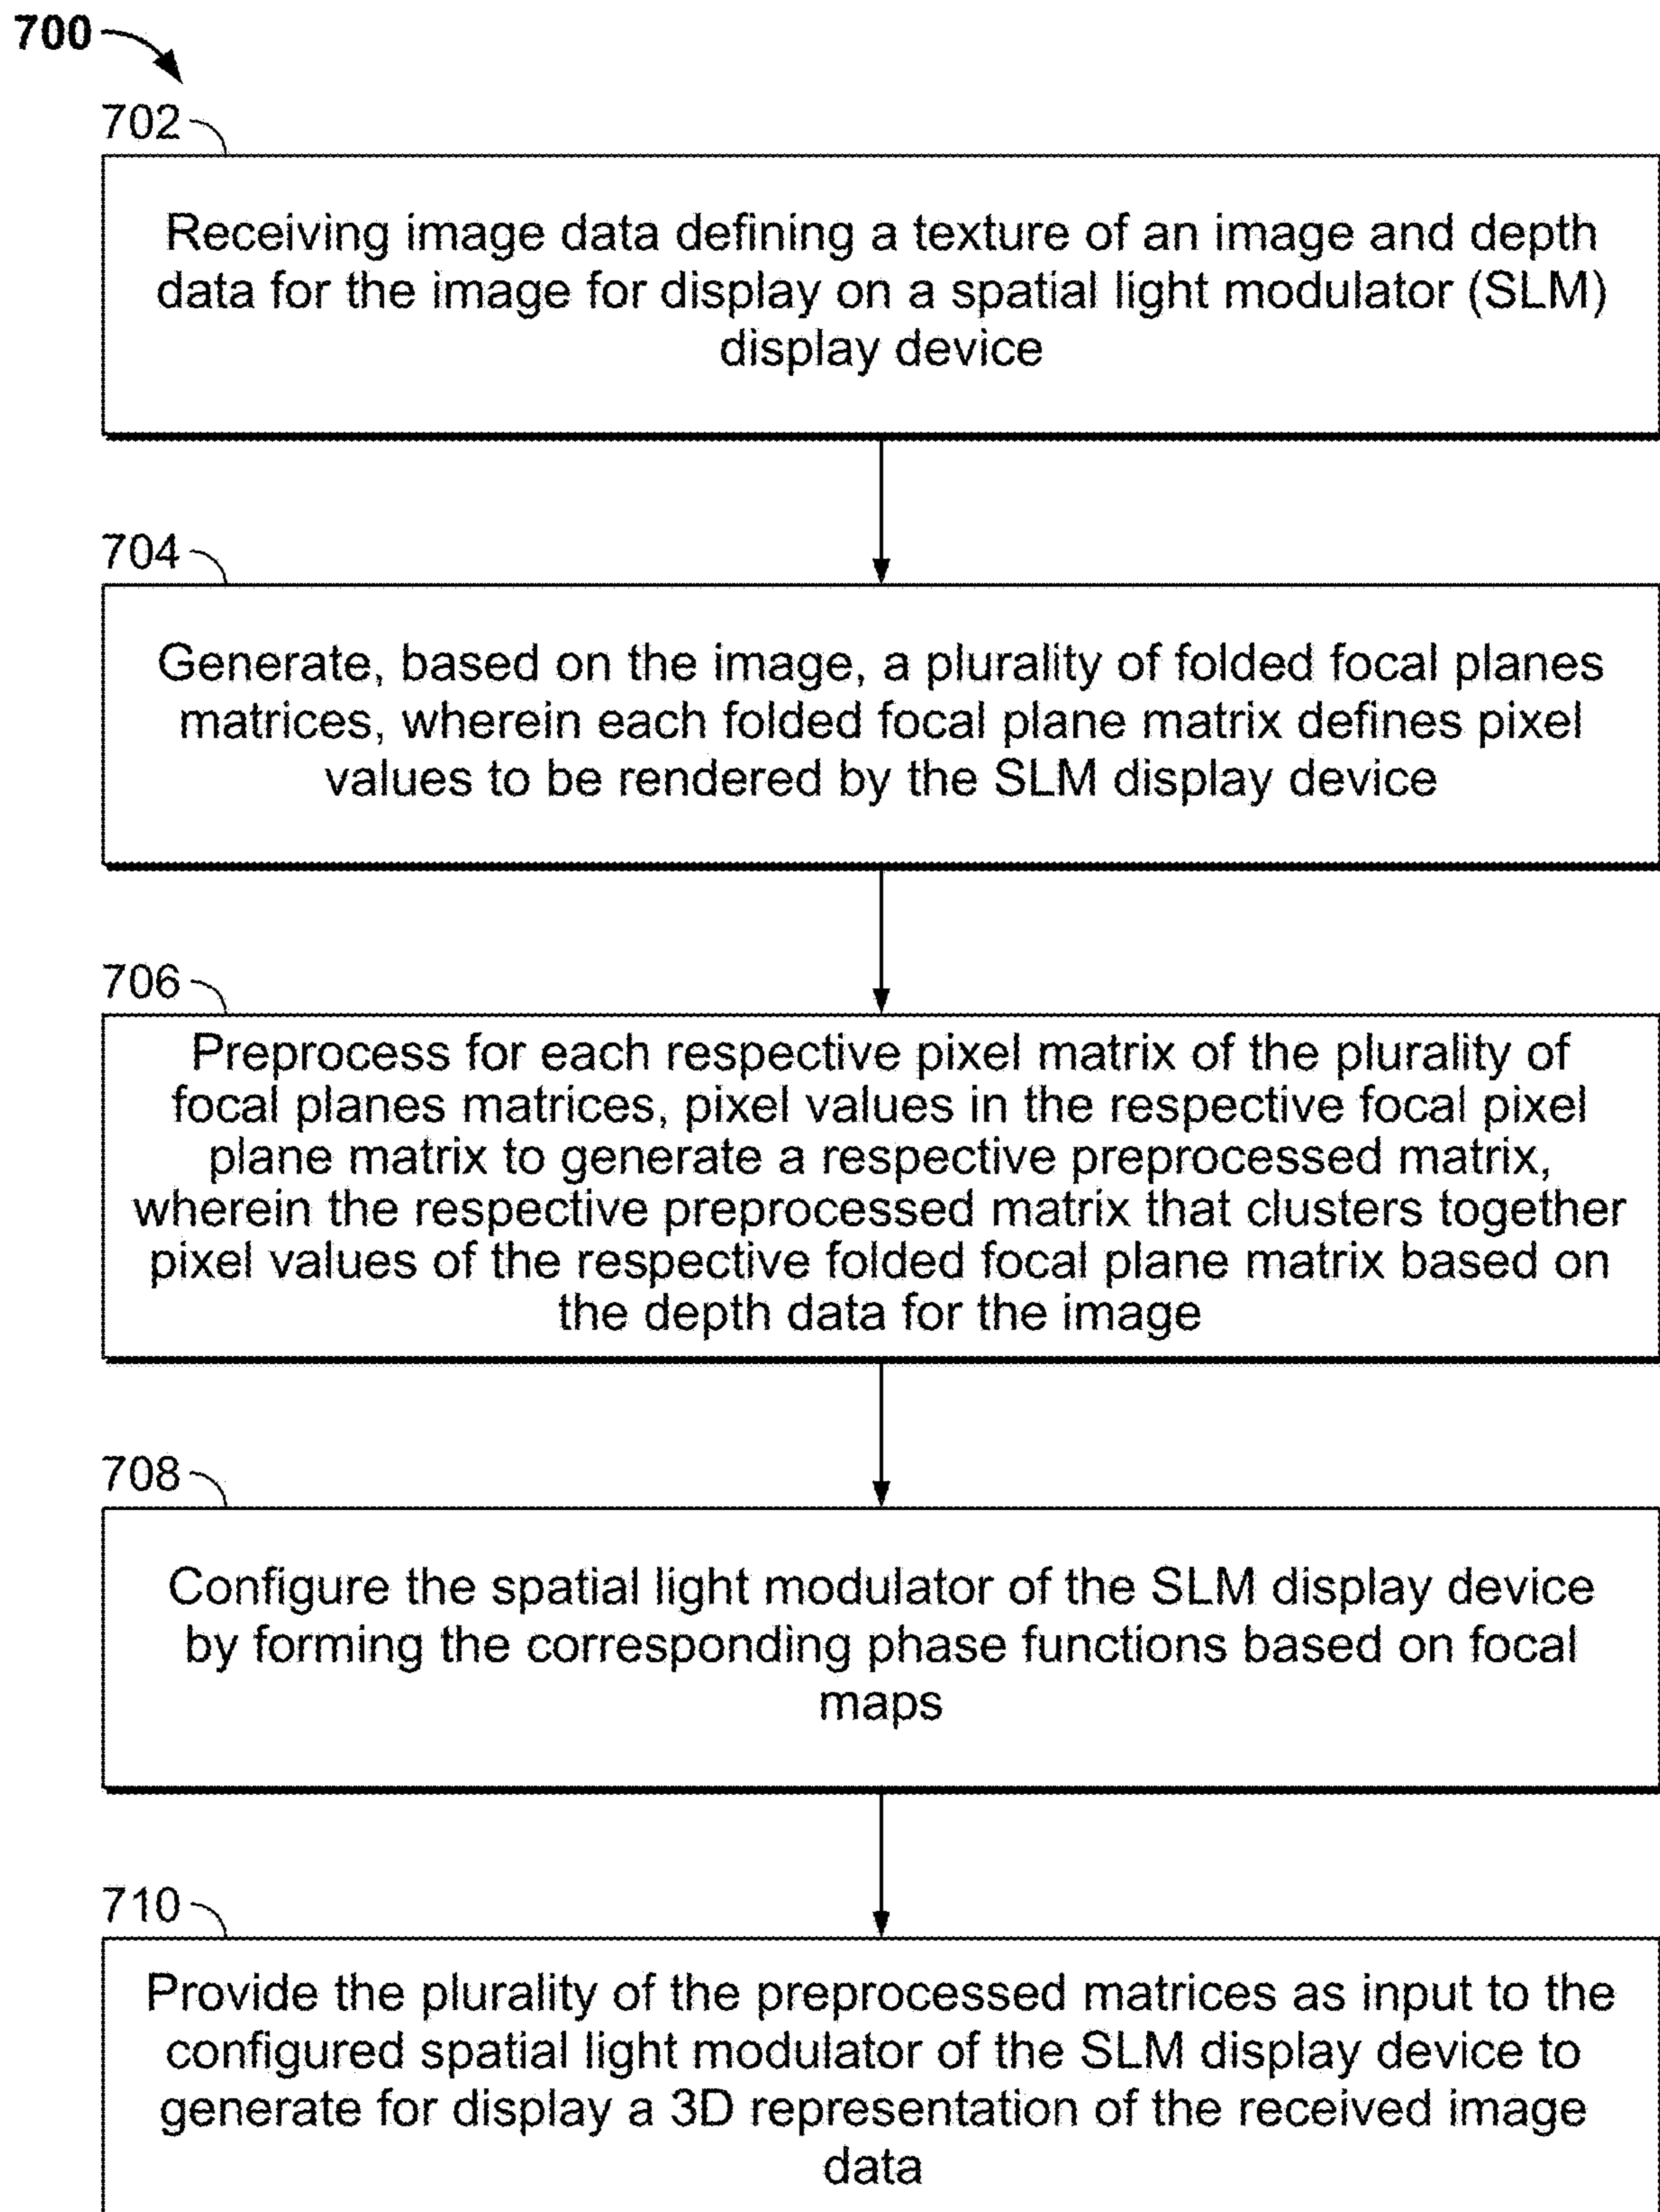 700
702
Receiving image data defining a texture of an image and depth
data for the image for display on a spatial light modulator (SLM)
display device
704
Generate, based on the image, a plurality of folded focal planes
matrices, wherein each folded focal plane matrix defines pixel
values to be rendered by the SLM display device
706
Preprocess for each respective pixel matrix of the plurality of
focal planes matrices, pixel values in the respective focal pixel
plane matrix to generate a respective preprocessed matrix,
wherein the respective preprocessed matrix that clusters together
pixel values of the respective folded focal plane matrix based on
the depth data for the image
708
Configure the spatial light modulator of the SLM display device
by forming the corresponding phase functions based on focal
maps
710
Provide the plurality of the preprocessed matrices as input to the
configured spatial light modulator of the SLM display device to
generate for display a 3D representation of the received image
data